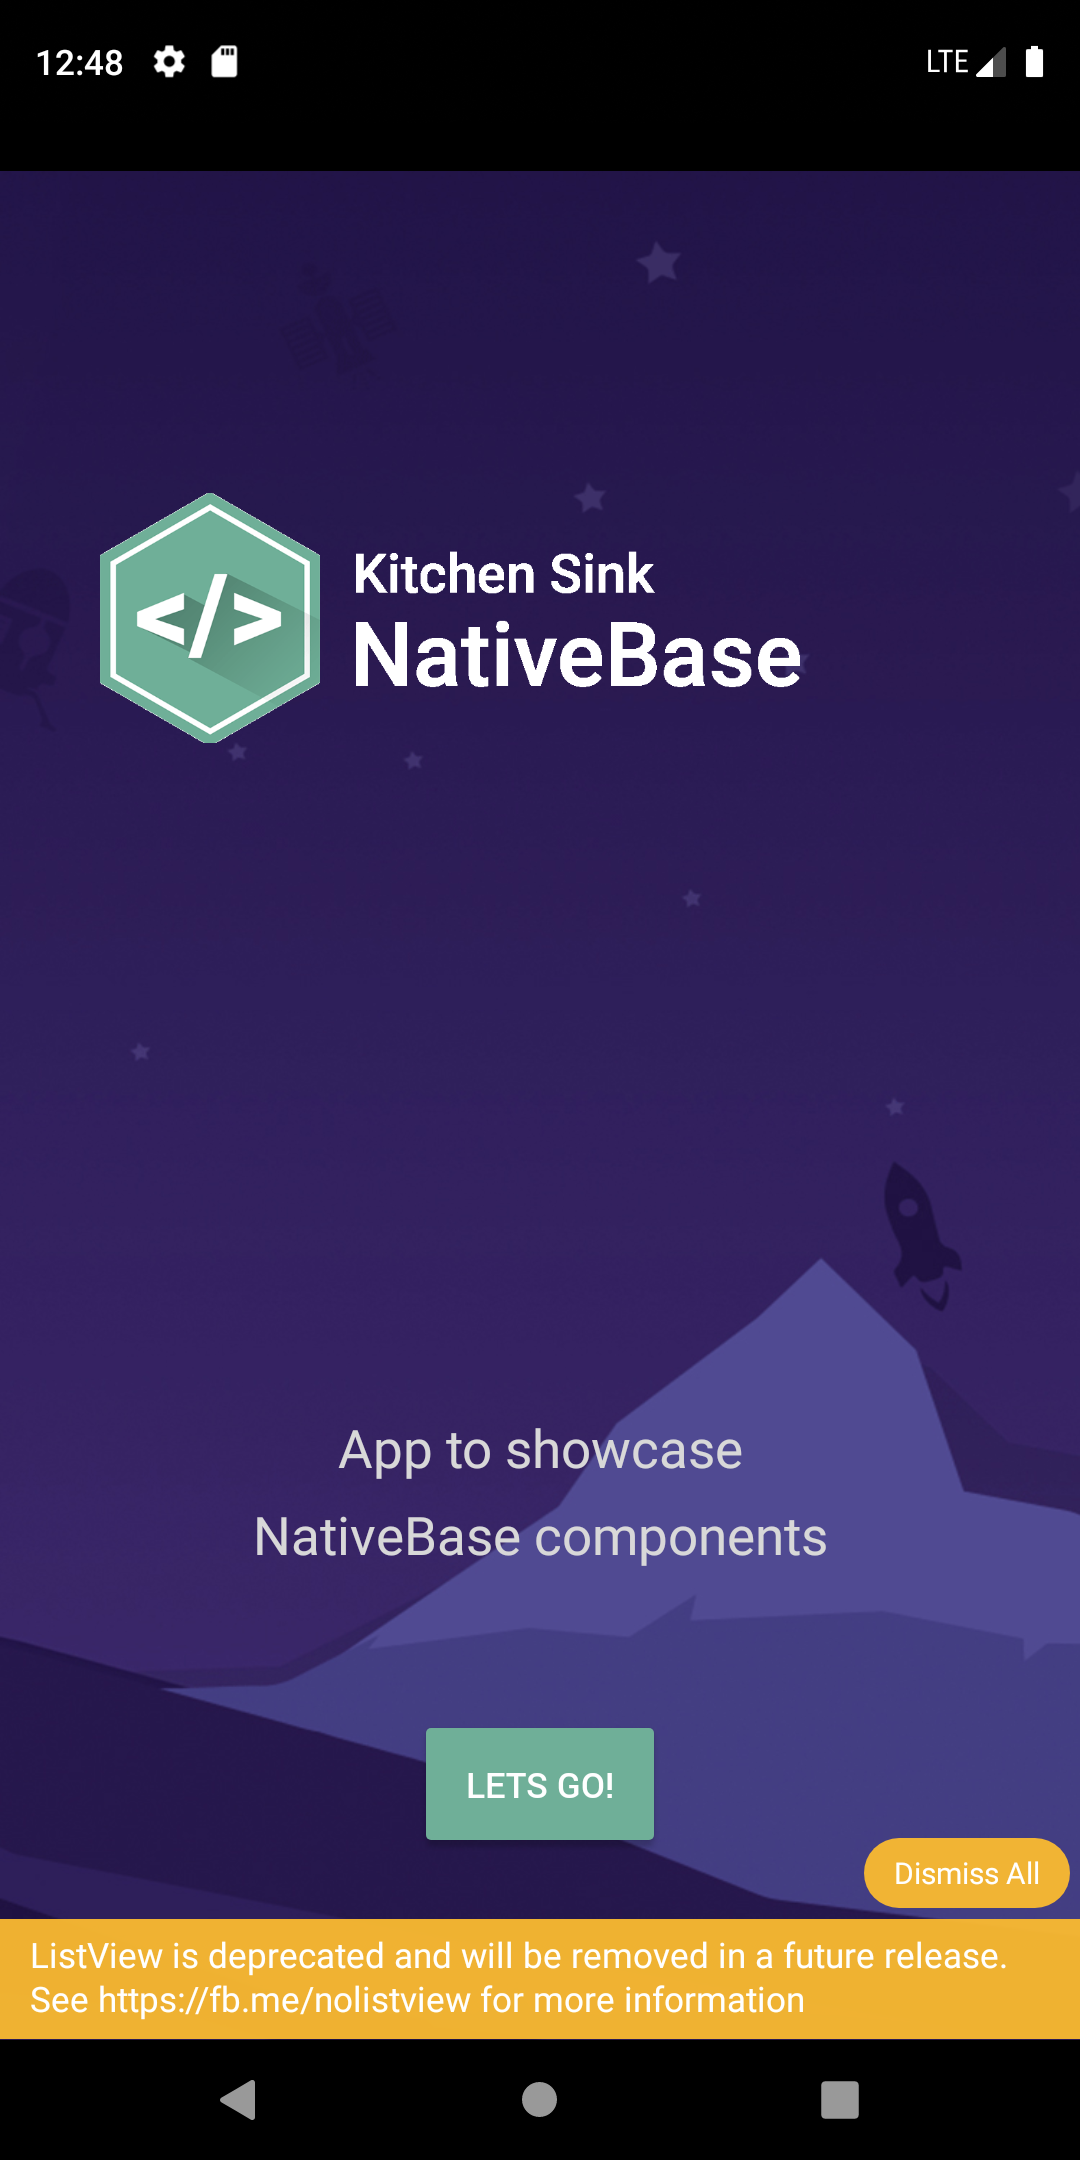 12:48
LTE
</>
Kitchen Sink
NativeBase
App to showcase
NativeBase components
LETS GO!
Dismiss All
ListView is deprecated and will be removed in a future release.
See https://fb.me/nolistview for more information